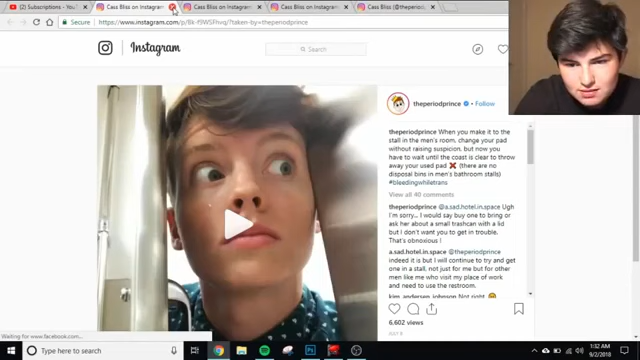 (2) Subscriptions - You
Cass Bliss on Instagram
Cass Bliss on Instagram
Cass Bliss on Instagram
Cass Bliss (@theperiod
Secure
https://www.instagram.com/p/Bk-f9WSFhvq/?taken-by=theperiodprince
Instagram
Search
theperiodprince
• Follow
theperiodprince When you make it to the
stall in the men's room, change your pad
without raising suspicion, but now you
have to wait until the coast is clear to throw
away your used pad ❌ (there are no
disposal bins in men's bathroom stalls)
#bleedingwhiletrans
View all 40 comments
theperiodprince @a.sad.hotel.in.space Ugh
I'm sorry... I would say buy one to bring or
ask her about a small trashcan with a lid
but I don't want you to get in trouble.
That's obnoxious !
a.sad.hotel.in.space @theperiodprince
indeed it is but I will continue to try and get
one in a stall, not just for me but for other
men like me who visit my place of work
and need to use the restroom.
kim_andersen_johnson Not right
6,602 views
JULY 8
Waiting for www.facebook.com...
Type here to search
1:52 AM
9/2/2018